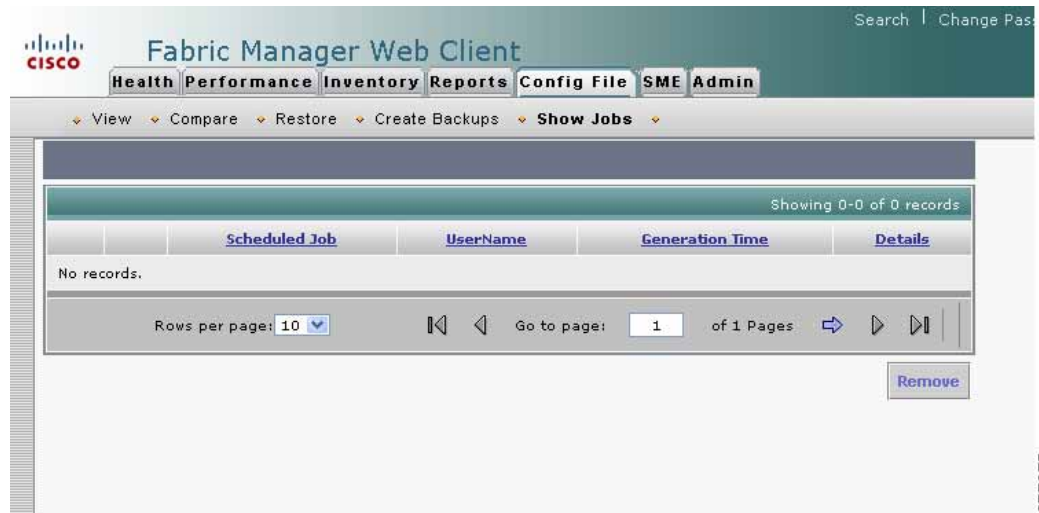 Search | Change Pas
CISCO
Fabric Manager Web Client
Health Performance Inventory Reports Config File SME Admin
View Compare Restore Create Backups Show Jobs
Showing 0-0 of 0 records
Scheduled Job UserName Generation Time Details
No records.
Rows per page: 10 Go to page: 1 of 1 Pages
Remove